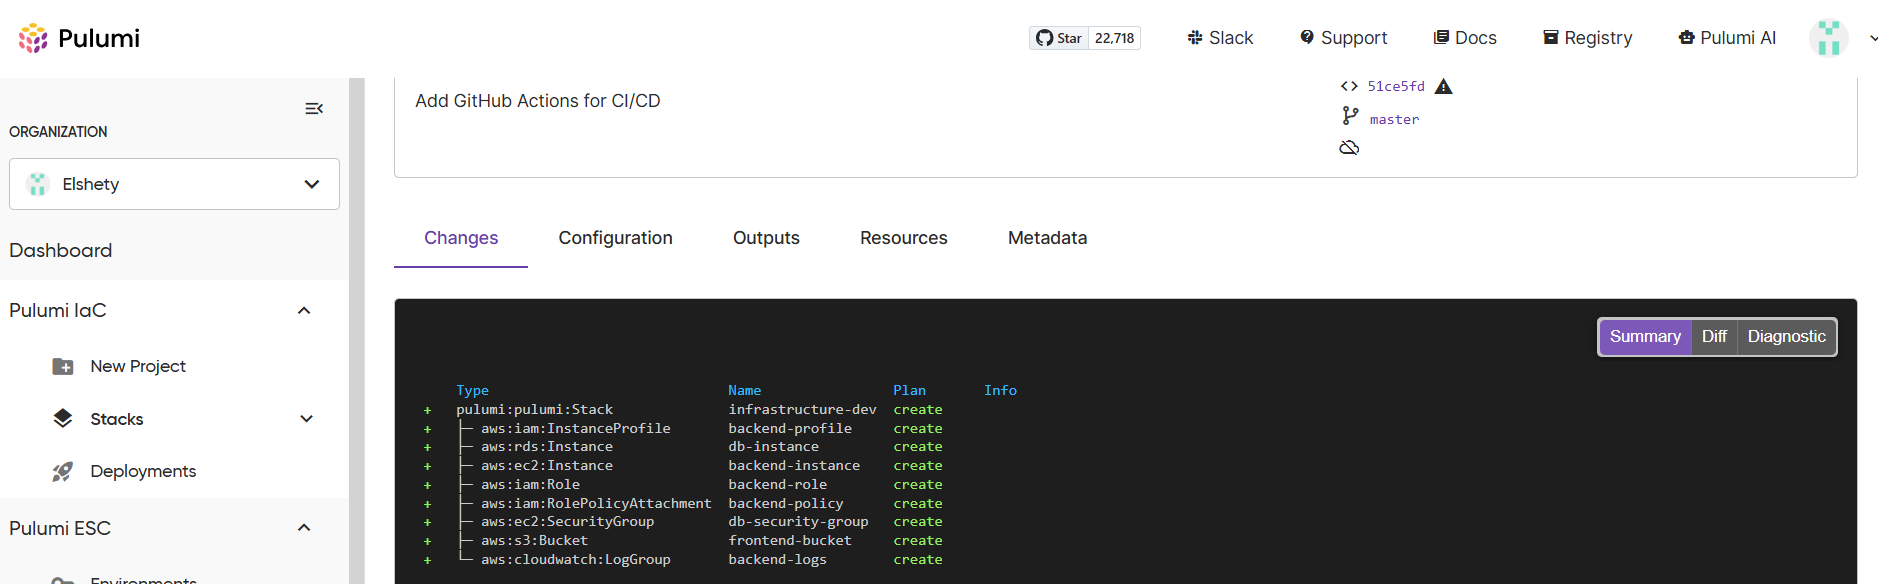 Pulumi
Star 22,718
Slack
Support
Docs
Registry
Pulumi AI
ORGANIZATION
Elshety
Dashboard
Pulumi IaC
New Project
Stacks
Deployments
Pulumi ESC
Environments
Add GitHub Actions for CI/CD
51ce5fd
master
Changes Configuration Outputs Resources Metadata
Summary Diff Diagnostic
Type Name Plan Info
+ pulumi:pulumi:Stack infrastructure-dev create
+ ├─ aws:iam:InstanceProfile backend-profile create
+ ├─ aws:rds:Instance db-instance create
+ ├─ aws:ec2:Instance backend-instance create
+ ├─ aws:iam:Role backend-role create
+ ├─ aws:iam:RolePolicyAttachment backend-policy create
+ ├─ aws:ec2:SecurityGroup db-security-group create
+ ├─ aws:s3:Bucket frontend-bucket create
+ └─ aws:cloudwatch:LogGroup backend-logs create